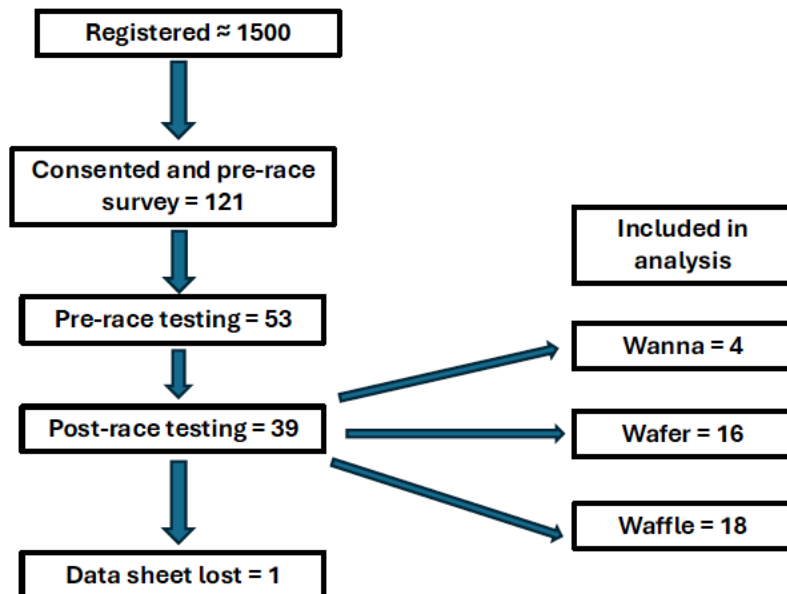 Registered ≈ 1500
Consented and pre-race
survey = 121
Pre-race testing = 53
Post-race testing = 39
Data sheet lost = 1
Included in
analysis
Wanna = 4
Wafer = 16
Waffle = 18